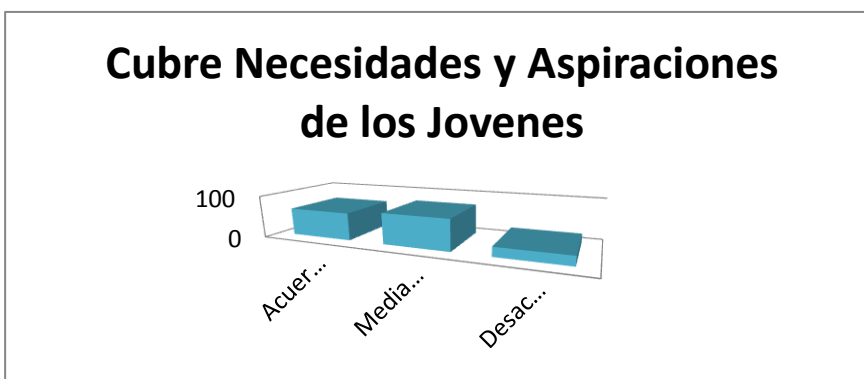 Cubre Necesidades y Aspiraciones
de los Jovenes
100
0
Acuer...
Media...
Desac...